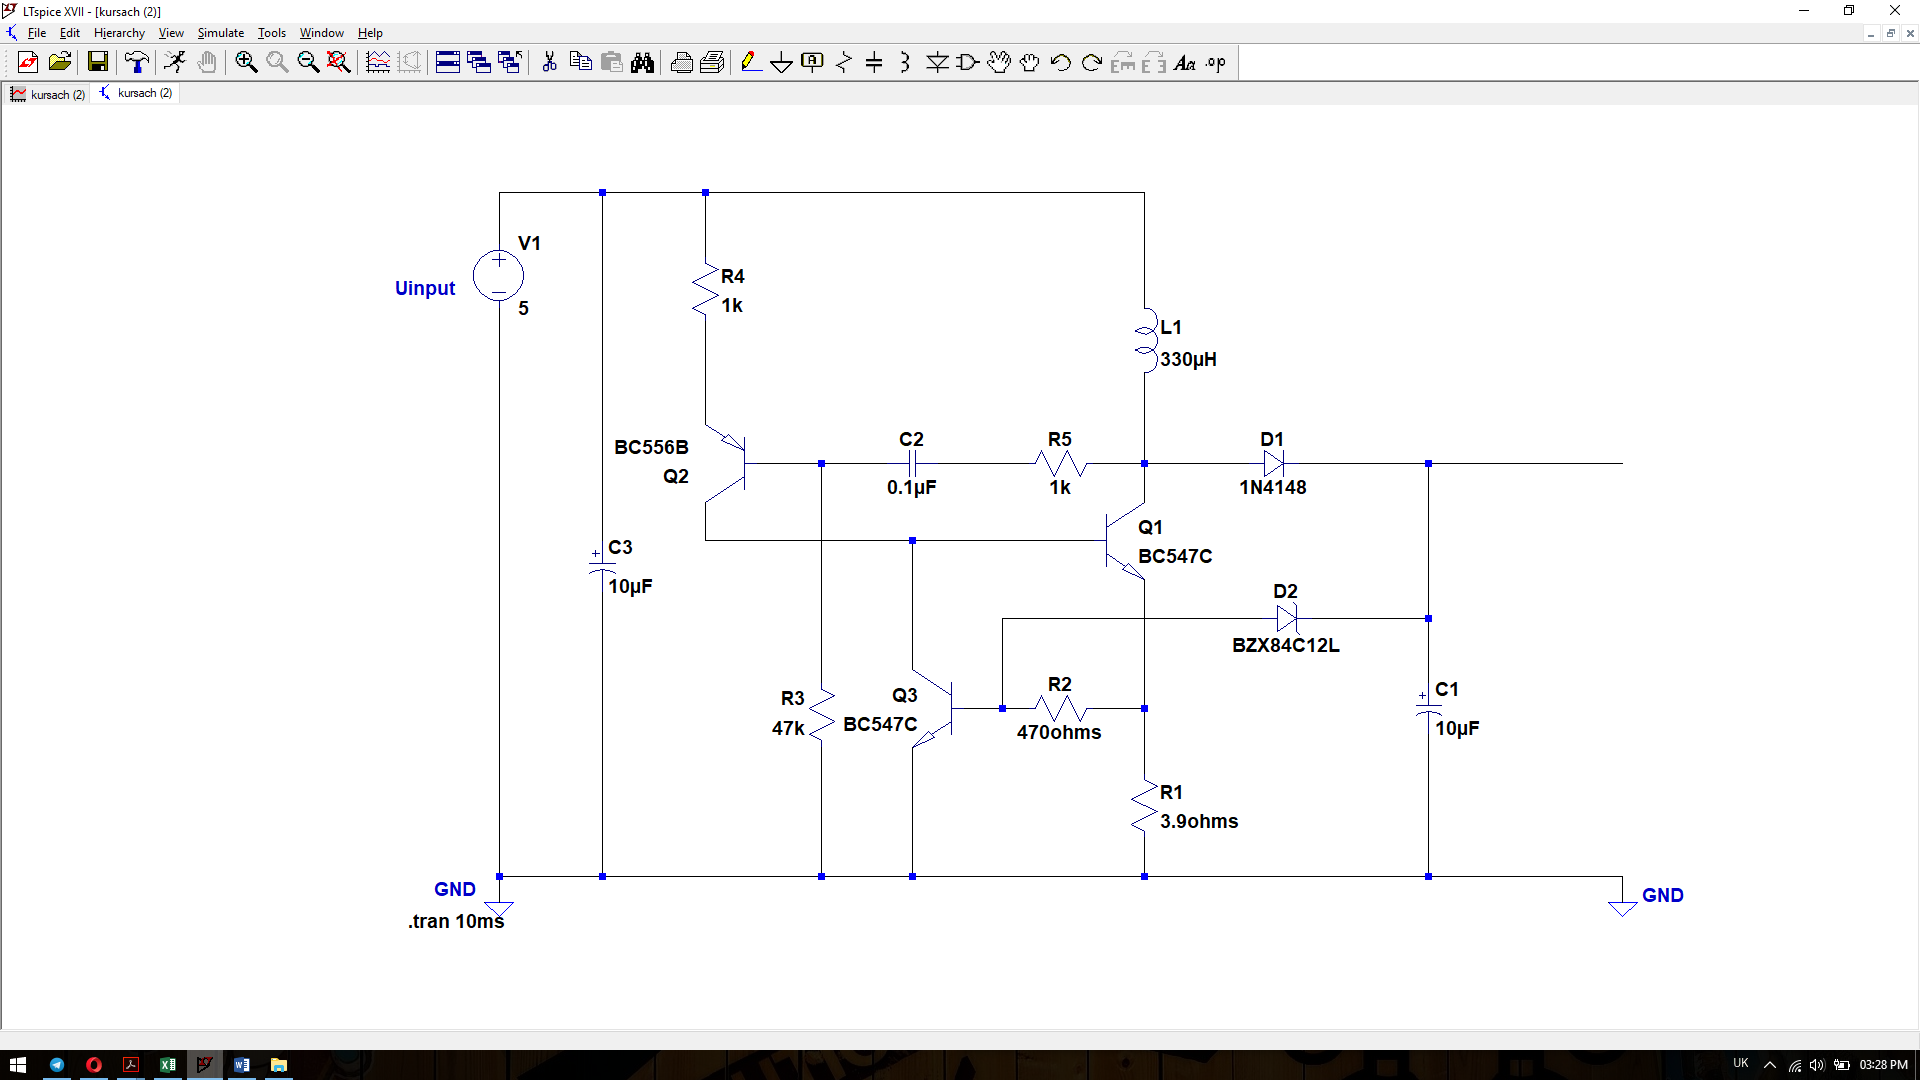 LTspice XVII - [kursach (2)]
File Edit Hierarchy View Simulate Tools Window Help
kursach (2) kursach (2)
V1
Uinput
5
R4
1k
L1
330µH
BC556B
Q2
C2
0.1µF
R5
1k
D1
1N4148
Q1
BC547C
C3
10µF
D2
BZX84C12L
R3
47k
Q3
BC547C
R2
470ohms
C1
10µF
R1
3.9ohms
GND
.tran 10ms
GND
UK 03:28 PM